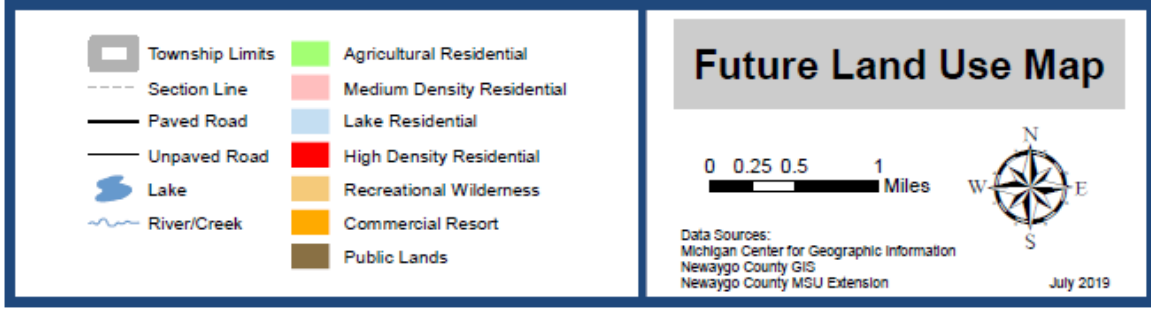 Township Limits
Section Line
Paved Road
Unpaved Road
Lake
River/Creek
Agricultural Residential
Medium Density Residential
Lake Residential
High Density Residential
Recreational Wilderness
Commercial Resort
Public Lands
Future Land Use Map
0 0.25 0.5 1
Miles
N
W E
S
Data Sources:
Michigan Center for Geographic Information
Newaygo County GIS
Newaygo County MSU Extension
July 2019